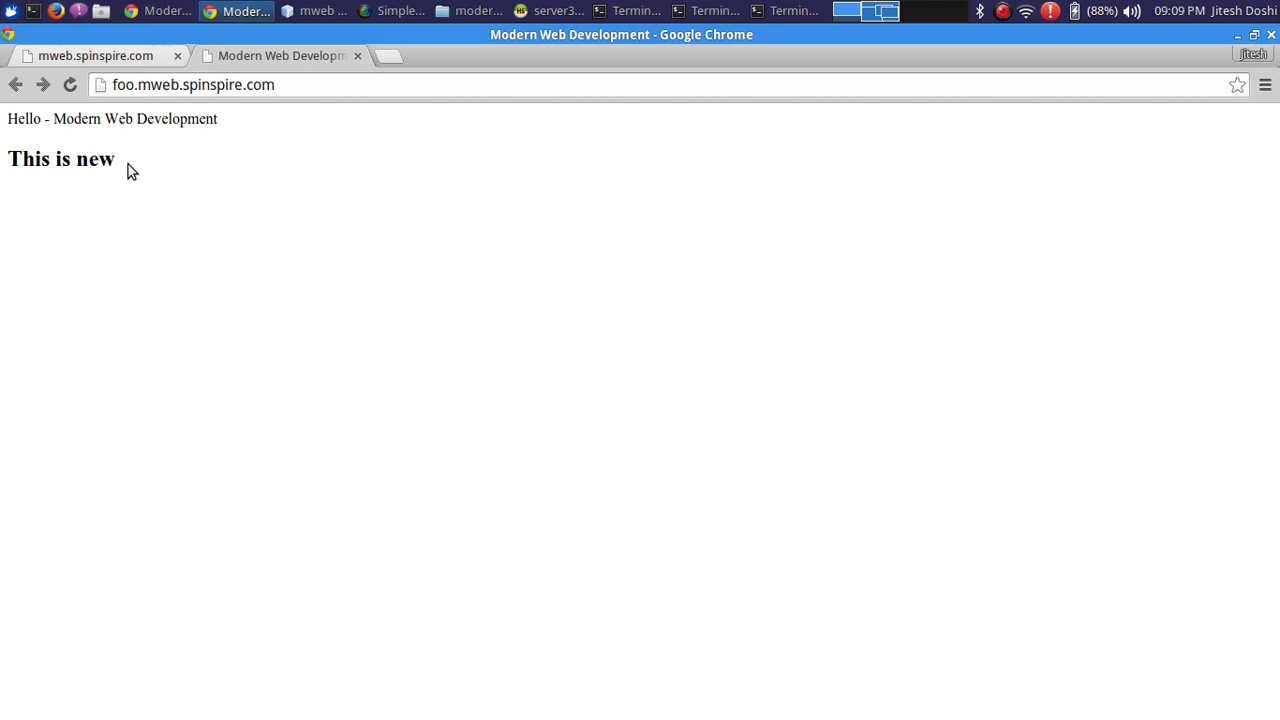 Moder... Moder... mweb ... Simple... moder... server3... Termin... Termin... Termin... (88%) 09:09 PM Jitesh Doshi
Modern Web Development - Google Chrome
mweb.spinspire.com Modern Web Developm Jitesh
foo.mweb.spinspire.com
Hello - Modern Web Development
This is new